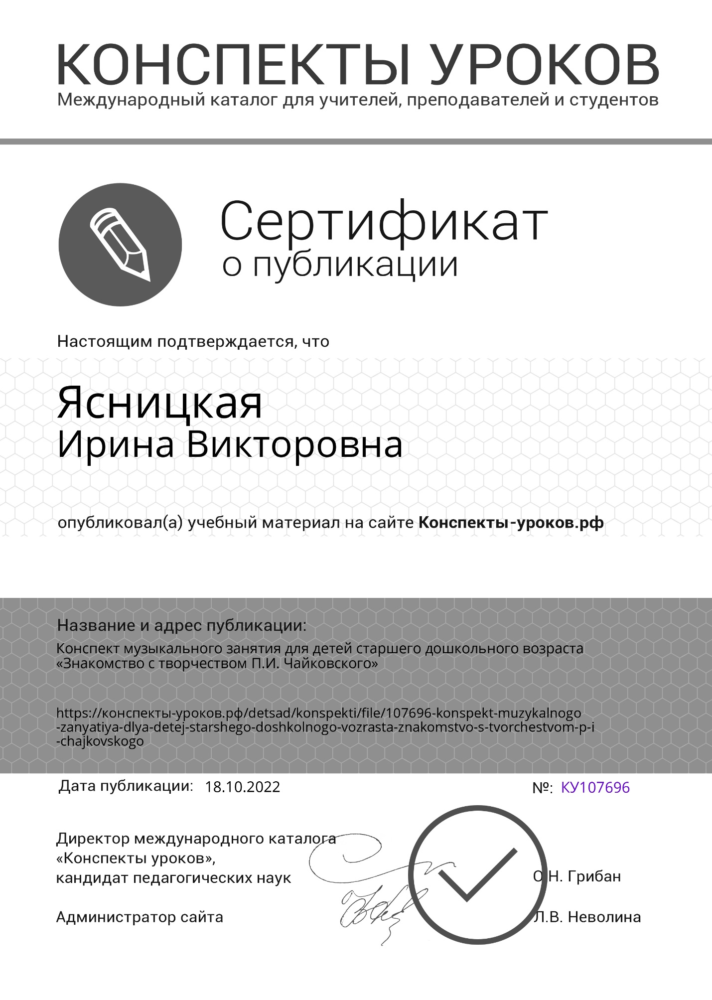 КОНСПЕКТЫ УРОКОВ
Международный каталог для учителей, преподавателей и студентов
Сертификат
о публикации
Настоящим подтверждается, что
Ясницкая
Ирина Викторовна
опубликовал(а) учебный материал на сайте Конспекты-уроков.рф
Название и адрес публикации:
Конспект музыкального занятия для детей старшего дошкольного возраста
«Знакомство с творчеством П.И. Чайковского»
https://конспекты-уроков.рф/detsad/konspekti/file/107696-konspekt-muzykalnogo
-zanyatiya-dlya-detej-starshego-doshkolnogo-vozrasta-znakomstvo-s-tvorchestvom-p-i
-chajkovskogo
Дата публикации: 18.10.2022
№: КУ107696
Директор международного каталога
«Конспекты уроков»,
кандидат педагогических наук
О.Н. Грибан
Администратор сайта
Л.В. Неволина